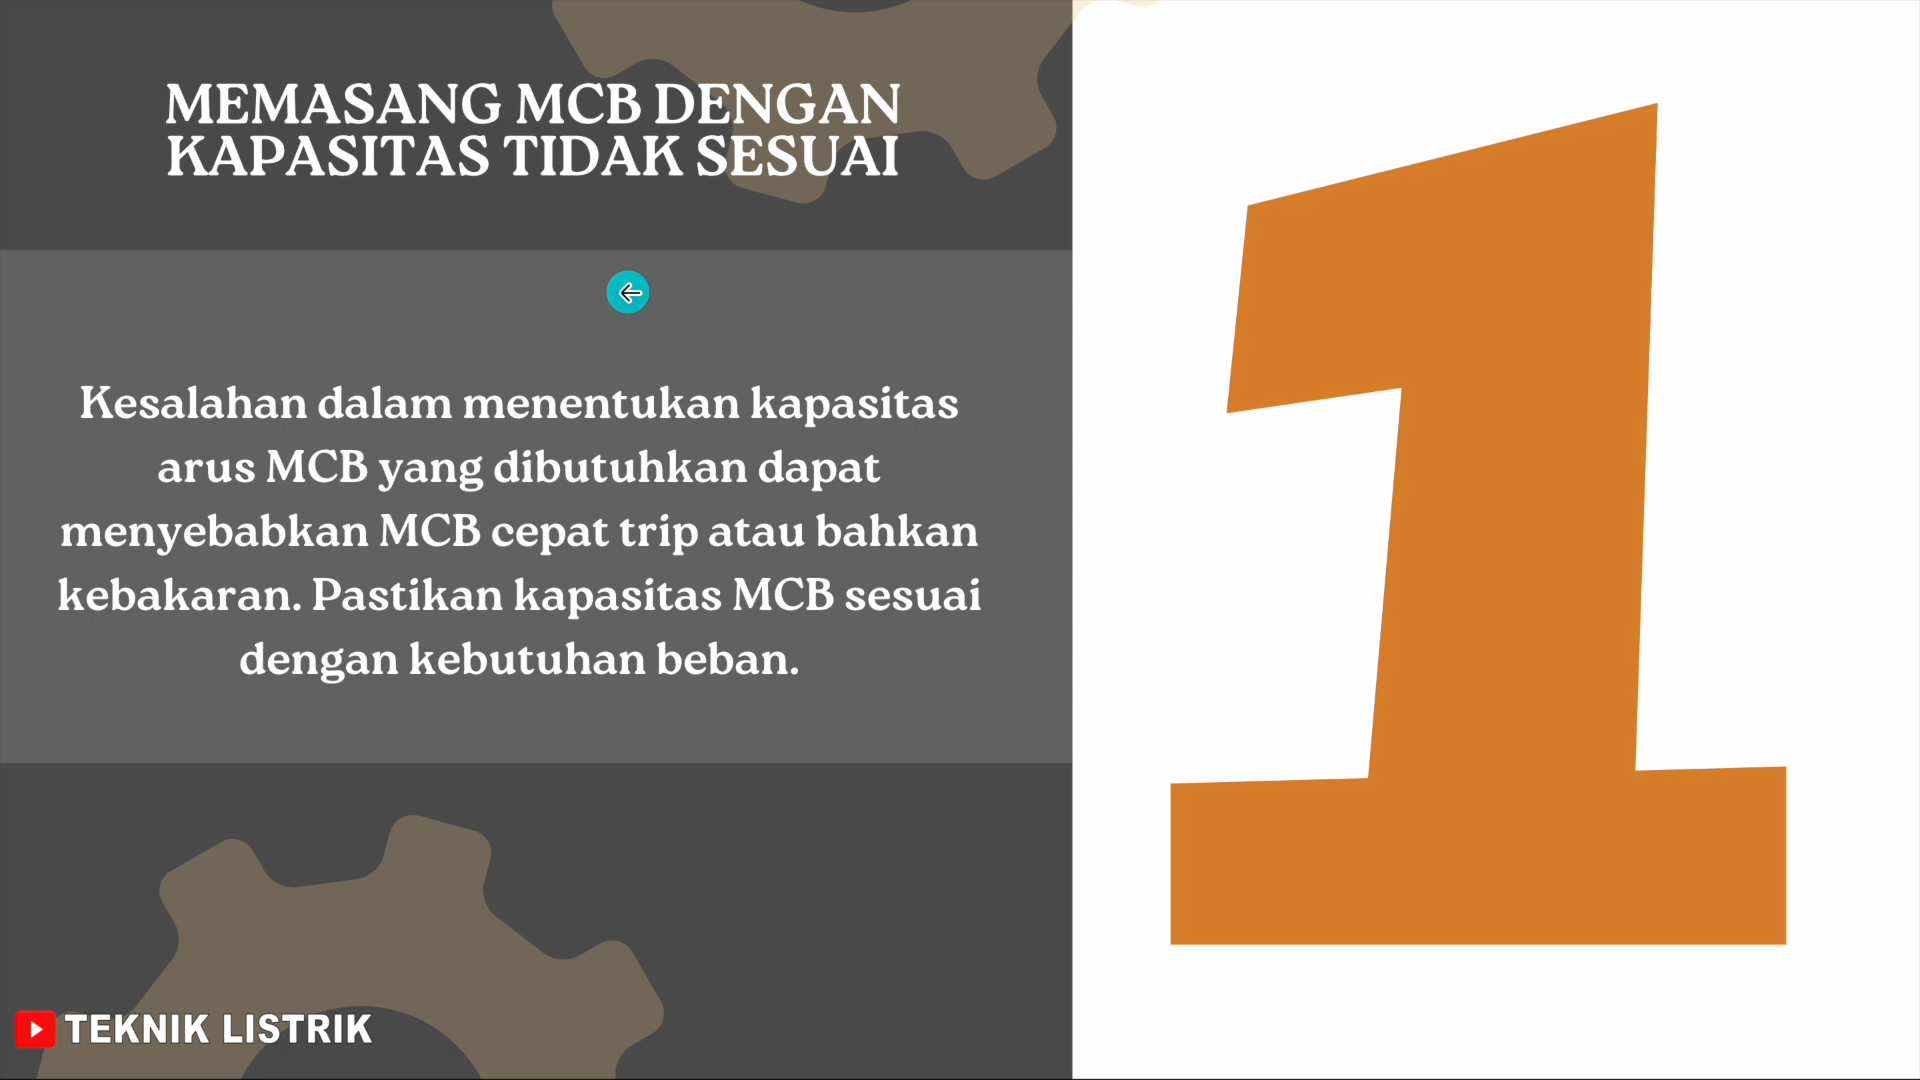 MEMASANG MCB DENGAN
KAPASITAS TIDAK SESUAI
Kesalahan dalam menentukan kapasitas
arus MCB yang dibutuhkan dapat
menyebabkan MCB cepat trip atau bahkan
kebakaran. Pastikan kapasitas MCB sesuai
dengan kebutuhan beban.
1
TEKNIK LISTRIK